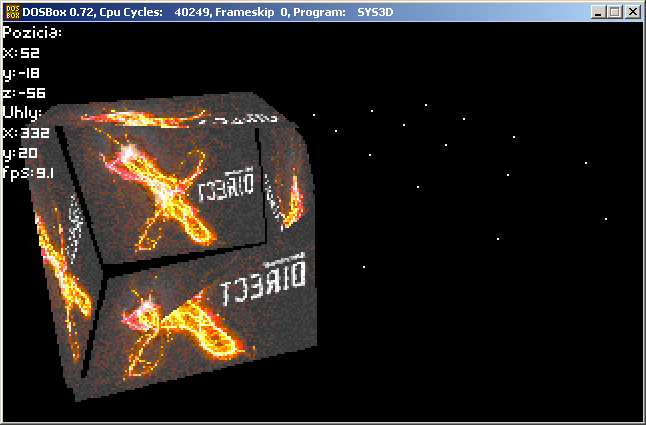 DOSBox 0.72, Cpu Cycles: 40249, Frameskip 0, Program: SYS3D
Pozicia:
X:52
y:-18
z:-56
Uhly:
X:332
y:20
fps:9.1
DIRECT
DIRECT